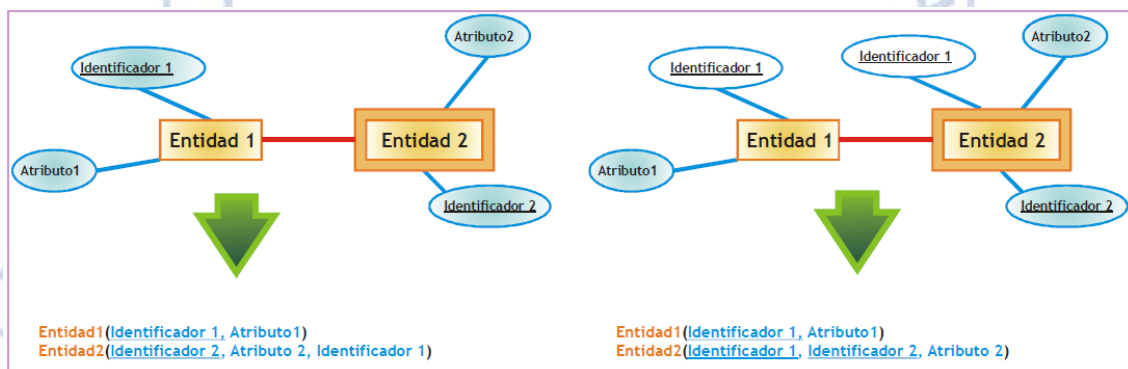 Atributo2
Identificador 1
Entidad 1
Entidad 2
Atributo1
Identificador 2
Entidad1(Identificador 1, Atributo1)
Entidad2(Identificador 2, Atributo 2, Identificador 1)
Atributo2
Identificador 1
Identificador 1
Entidad 1
Entidad 2
Atributo1
Identificador 2
Entidad1(Identificador 1, Atributo1)
Entidad2(Identificador 1, Identificador 2, Atributo 2)